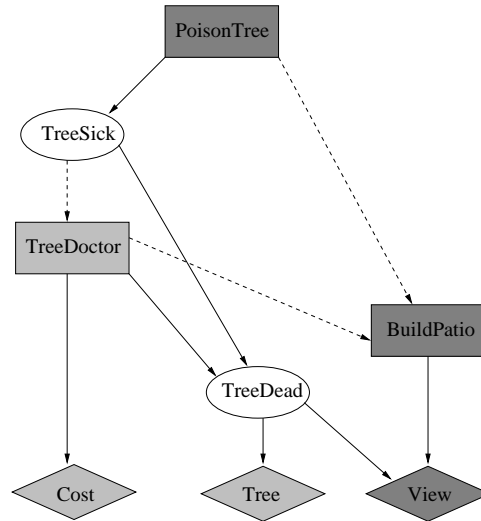 PoisonTree
TreeSick
TreeDoctor
BuildPatio
TreeDead
Cost
Tree
View